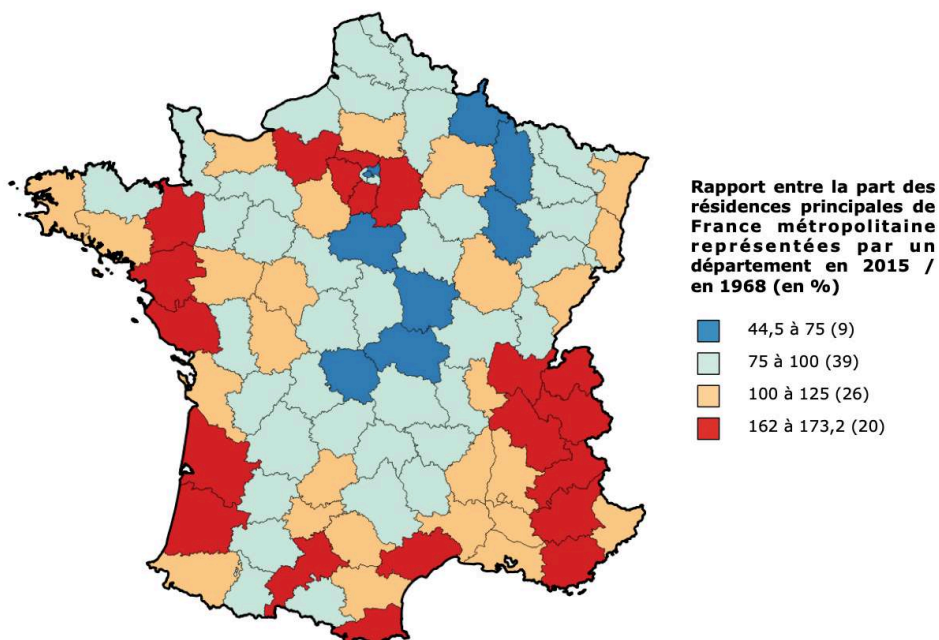 Rapport entre la part des
résidences principales de
France métropolitaine
représentées par un
département en 2015 /
en 1968 (en %)
44,5 à 75 (9)
75 à 100 (39)
100 à 125 (26)
162 à 173,2 (20)